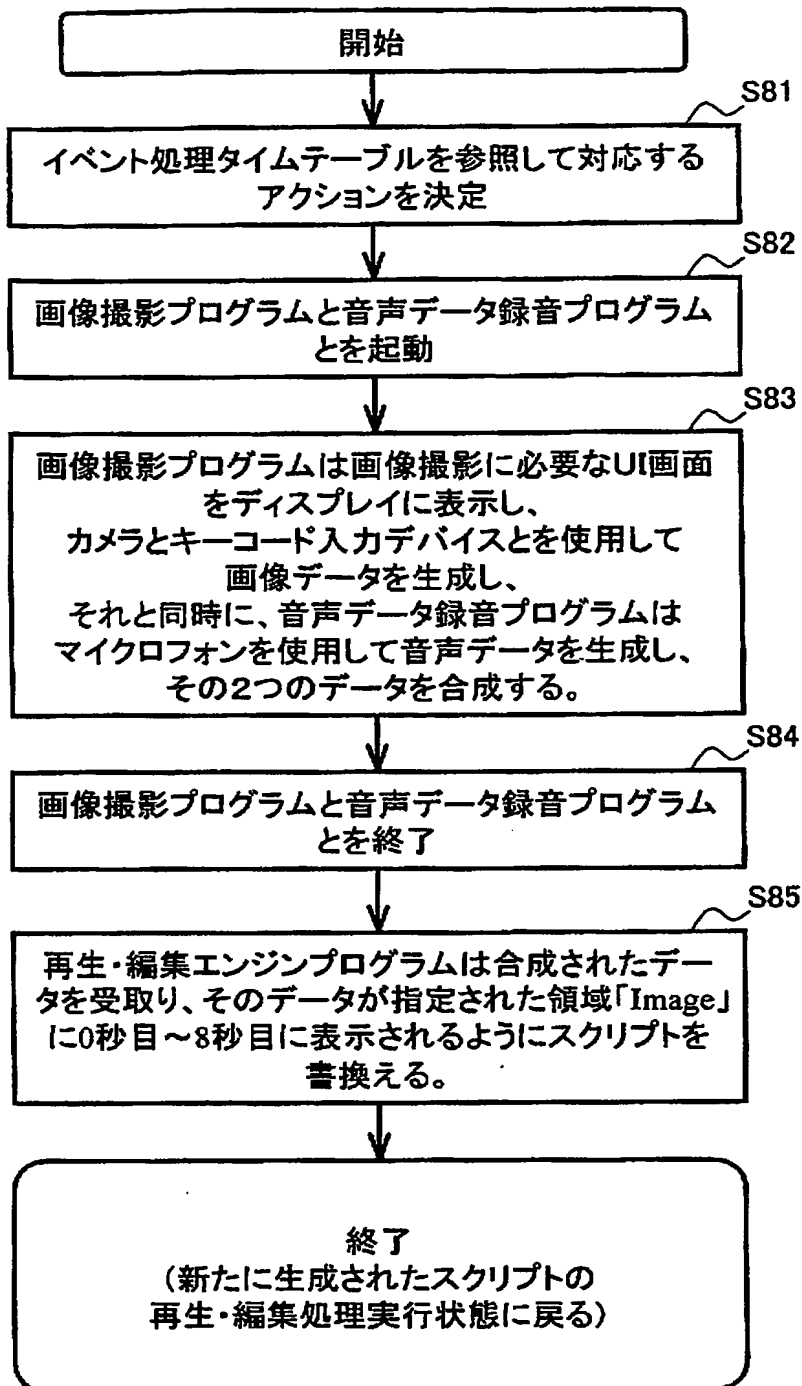 開始
S81
イベント処理タイムテーブルを参照して対応する
アクションを決定
S82
画像撮影プログラムと音声データ録音プログラム
とを起動
S83
画像撮影プログラムは画像撮影に必要なUI画面
をディスプレイに表示し、
カメラとキーコード入力デバイスとを使用して
画像データを生成し、
それと同時に、音声データ録音プログラムは
マイクロフォンを使用して音声データを生成し、
その2つのデータを合成する。
S84
画像撮影プログラムと音声データ録音プログラム
とを終了
S85
再生・編集エンジンプログラムは合成されたデー
タを受取り、そのデータが指定された領域「Image」
に0秒目～8秒目に表示されるようにスクリプトを
書換える。
終了
(新たに生成されたスクリプトの
再生・編集処理実行状態に戻る)